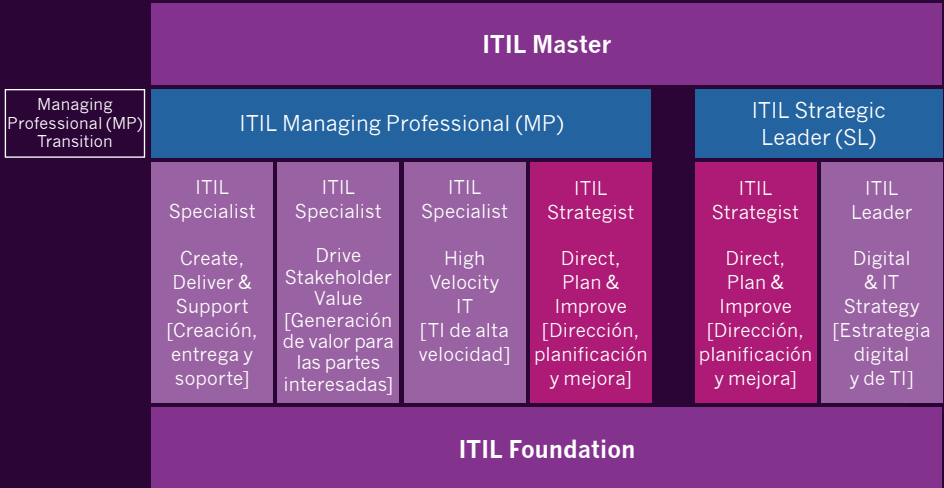 ITIL Master
Managing
Professional (MP)
Transition
ITIL Managing Professional (MP)
ITIL Strategic
Leader (SL)
ITIL
Specialist
Create,
Deliver &
Support
[Creación,
entrega y
soporte]
ITIL
Specialist
Drive
Stakeholder
Value
[Generación
de valor para
las partes
interesadas]
ITIL
Specialist
High
Velocity
IT
[TI de alta
velocidad]
ITIL
Strategist
Direct,
Plan &
Improve
[Dirección,
planificación
y mejora]
ITIL
Strategist
Direct,
Plan &
Improve
[Dirección,
planificación
y mejora]
ITIL
Leader
Digital
& IT
Strategy
[Estrategia
digital
y de TI]
ITIL Foundation